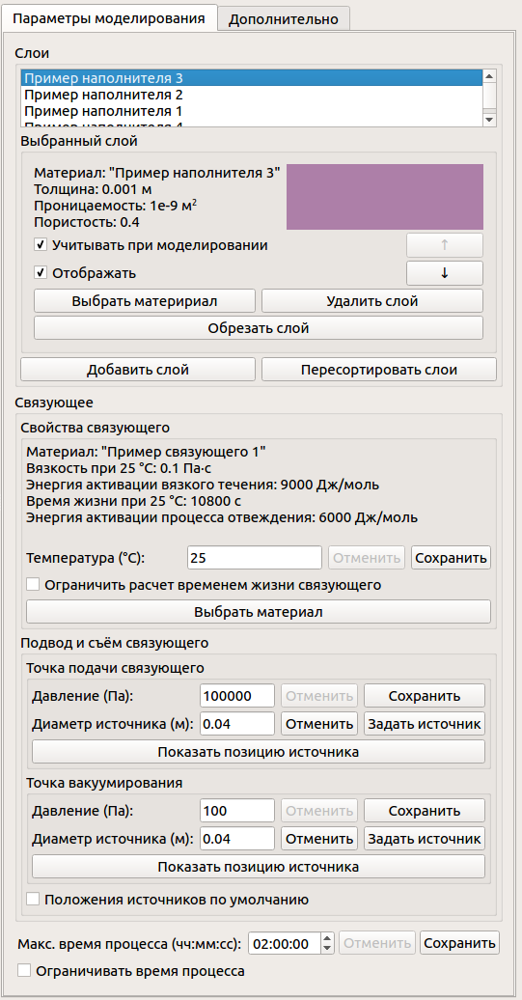 Параметры моделирования
Дополнительно
Слои
Пример наполнителя 3
Пример наполнителя 2
Пример наполнителя 1
Пример наполнителя 4
Выбранный слой
Материал: "Пример наполнителя 3"
Толщина: 0.001 м
Проницаемость: 1e-9 м²
Пористость: 0.4
Учитывать при моделировании
↑
Отображать
↓
Выбрать материриал
Удалить слой
Обрезать слой
Добавить слой
Пересортировать слои
Связующее
Свойства связующего
Материал: "Пример связующего 1"
Вязкость при 25 °C: 0.1 Па·с
Энергия активации вязкого течения: 9000 Дж/моль
Время жизни при 25 °C: 10800 с
Энергия активации процесса отвеждения: 6000 Дж/моль
Температура (°C):
25
Отменить
Сохранить
Ограничить расчет временем жизни связующего
Выбрать материал
Подвод и съём связующего
Точка подачи связующего
Давление (Па):
100000
Отменить
Сохранить
Диаметр источника (м):
0.04
Отменить
Задать источник
Показать позицию источника
Точка вакуумирования
Давление (Па):
100
Отменить
Сохранить
Диаметр источника (м):
0.04
Отменить
Задать источник
Показать позицию источника
Положения источников по умолчанию
Макс. время процесса (чч:мм:сс):
02:00:00
Отменить
Сохранить
Ограничивать время процесса